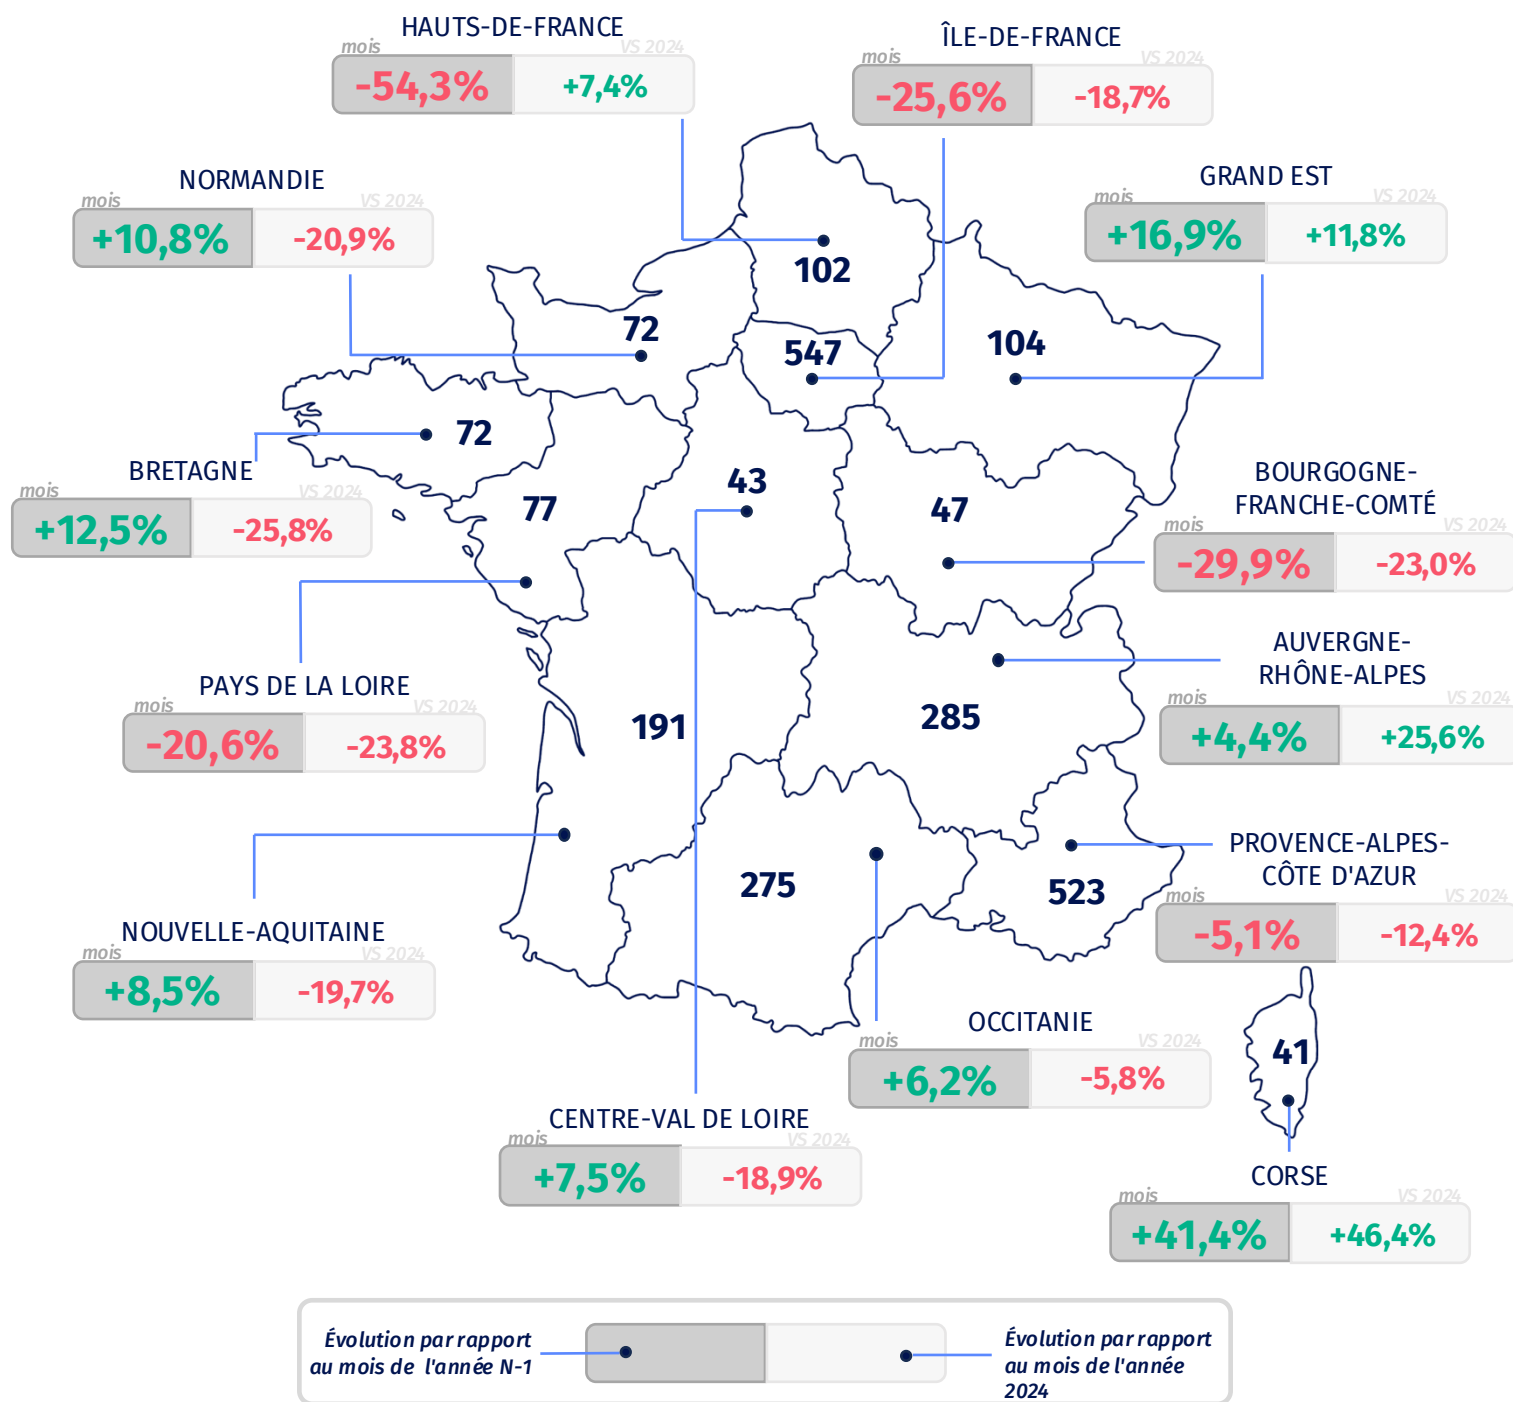 HAUTS-DE-FRANCE
mois VS 2024
-54,3% +7,4%
ÎLE-DE-FRANCE
mois VS 2024
-25,6% -18,7%
NORMANDIE
mois VS 2024
+10,8% -20,9%
GRAND EST
mois VS 2024
+16,9% +11,8%
102
72
547
104
72
43
47
77
BRETAGNE
mois VS 2024
+12,5% -25,8%
BOURGOGNE-
FRANCHE-COMTÉ
mois VS 2024
-29,9% -23,0%
PAYS DE LA LOIRE
mois VS 2024
-20,6% -23,8%
191
285
AUVERGNE-
RHÔNE-ALPES
mois VS 2024
+4,4% +25,6%
275
523
PROVENCE-ALPES-
CÔTE D'AZUR
mois VS 2024
-5,1% -12,4%
NOUVELLE-AQUITAINE
mois VS 2024
+8,5% -19,7%
OCCITANIE
mois VS 2024
+6,2% -5,8%
41
CENTRE-VAL DE LOIRE
mois VS 2024
+7,5% -18,9%
CORSE
mois VS 2024
+41,4% +46,4%
Évolution par rapport
au mois de l'année N-1
Évolution par rapport
au mois de l'année
2024